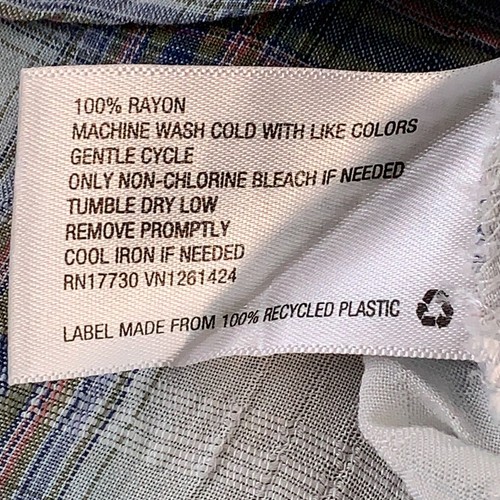 100% RAYON
MACHINE WASH COLD WITH LIKE COLORS
GENTLE CYCLE
ONLY NON-CHLORINE BLEACH IF NEEDED
TUMBLE DRY LOW
REMOVE PROMPTLY
COOL IRON IF NEEDED
RN17730 VN1261424
LABEL MADE FROM 100% RECYCLED PLASTIC